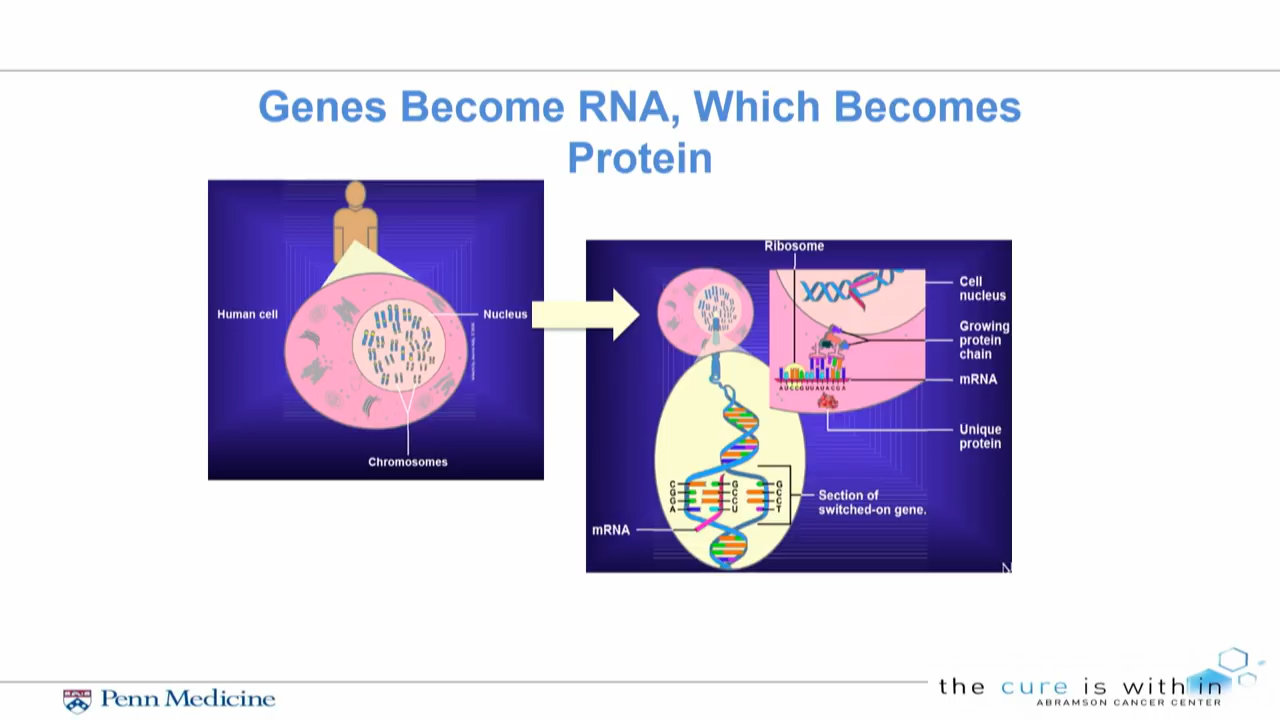 Genes Become RNA, Which Becomes
Protein
Human cell
Nucleus
Chromosomes
Ribosome
Cell
nucleus
Growing
protein
chain
mRNA
Unique
protein
C
G
G
A
G
C
C
U
G
C
C
T
Section of
switched-on gene.
mRNA
N
Penn Medicine
the cure is within
ABRAMSON CANCER CENTER